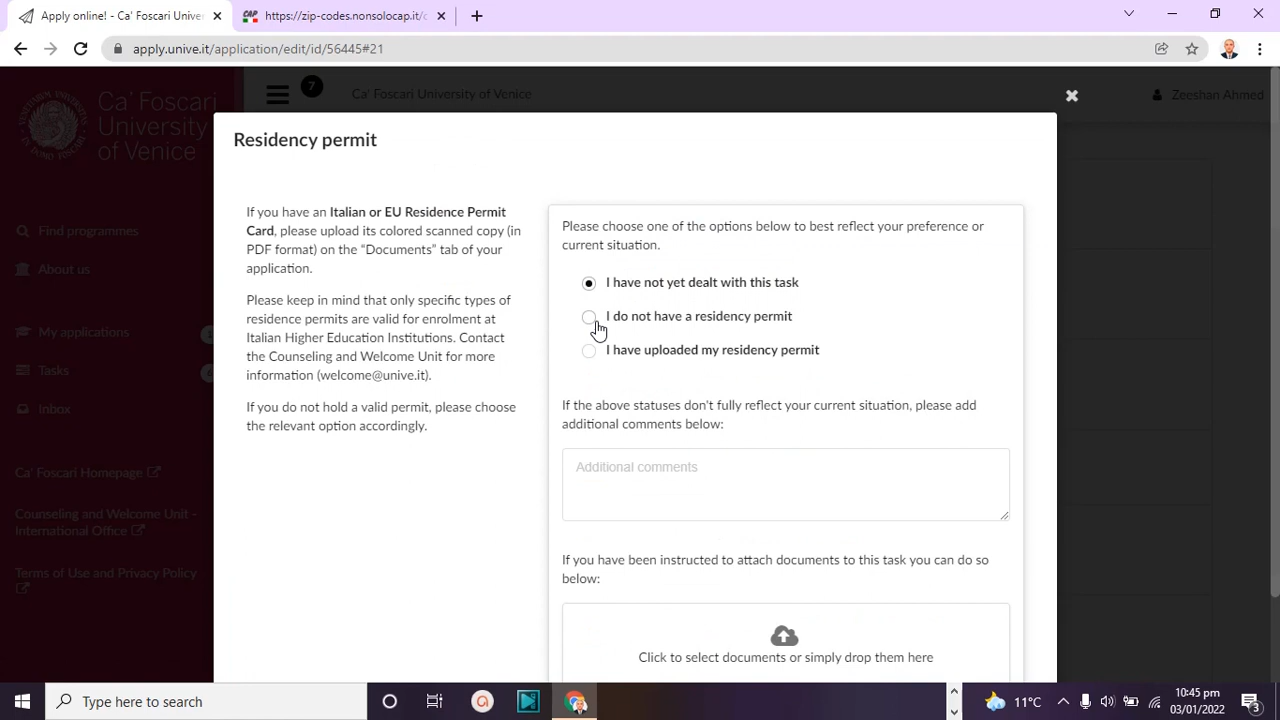 Apply online! - Ca' Foscari Univers
CAP
https://zip-codes.nonsolocap.it/c
apply.unive.it/application/edit/id/56445#21
Ca' Foscari
University
of Venice
7
Ca' Foscari University of Venice
Zeeshan Ahmed
Find programmes
About us
My applications
Tasks
Inbox
Ca' Foscari Homepage
Counseling and Welcome Unit -
International Office
Terms of Use and Privacy Policy
Residency permit
If you have an Italian or EU Residence Permit
Card, please upload its colored scanned copy (in
PDF format) on the “Documents” tab of your
application.
Please keep in mind that only specific types of
residence permits are valid for enrolment at
Italian Higher Education Institutions. Contact
the Counseling and Welcome Unit for more
information (welcome@unive.it).
If you do not hold a valid permit, please choose
the relevant option accordingly.
Please choose one of the options below to best reflect your preference or
current situation.
I have not yet dealt with this task
I do not have a residency permit
I have uploaded my residency permit
If the above statuses don't fully reflect your current situation, please add
additional comments below:
Additional comments
If you have been instructed to attach documents to this task you can do so
below:
Click to select documents or simply drop them here
Type here to search
11°C
10:45 pm
03/01/2022